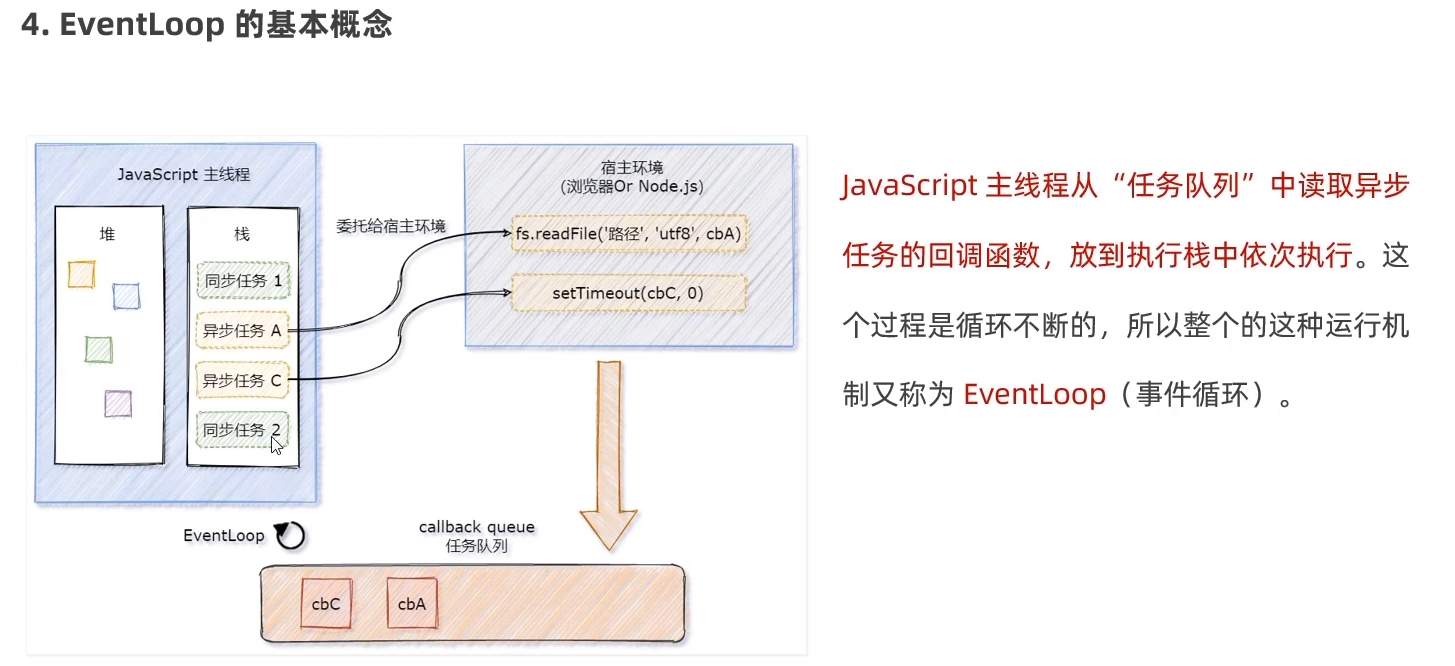 4. EventLoop 的基本概念
JavaScript 主线程
堆
栈
同步任务 1
异步任务 A
异步任务 C
同步任务 2
委托给宿主环境
宿主环境
(浏览器Or Node.js)
fs.readFile('路径', 'utf8', cbA)
setTimeout(cbC, 0)
EventLoop
callback queue
任务队列
cbC
cbA
JavaScript 主线程从“任务队列”中读取异步
任务的回调函数，放到执行栈中依次执行。这
个过程是循环不断的，所以整个的这种运行机
制又称为 EventLoop（事件循环）。